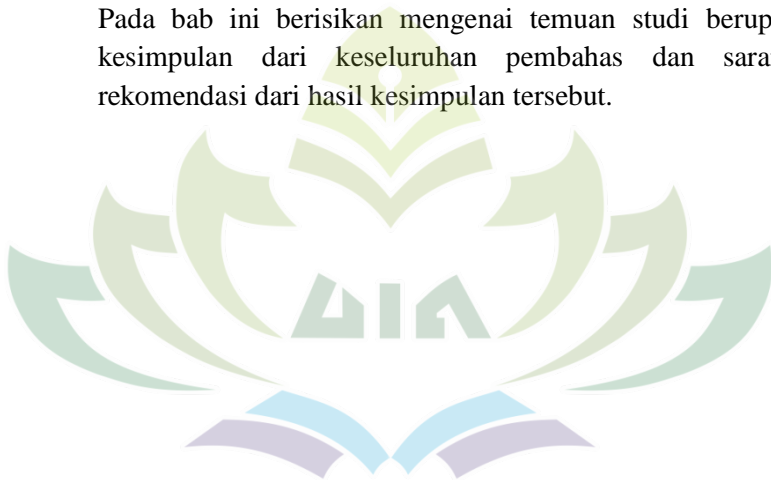 Pada bab ini berisikan mengenai temuan studi berup
kesimpulan dari keseluruhan pembahas dan sara
rekomendasi dari hasil kesimpulan tersebut.
UIN